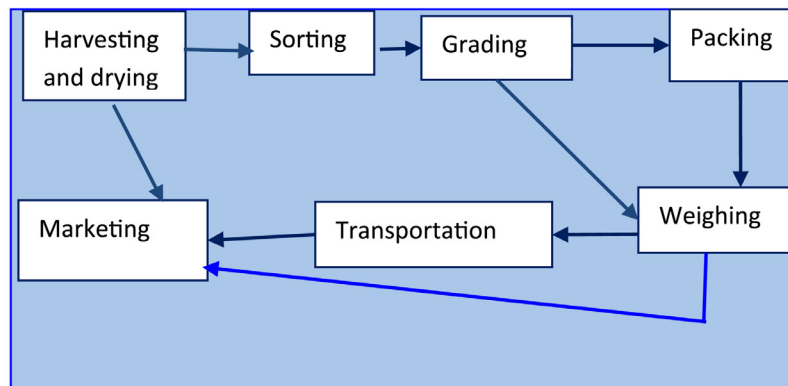 Harvesting
and drying
Sorting
Grading
Packing
Marketing
Transportation
Weighing